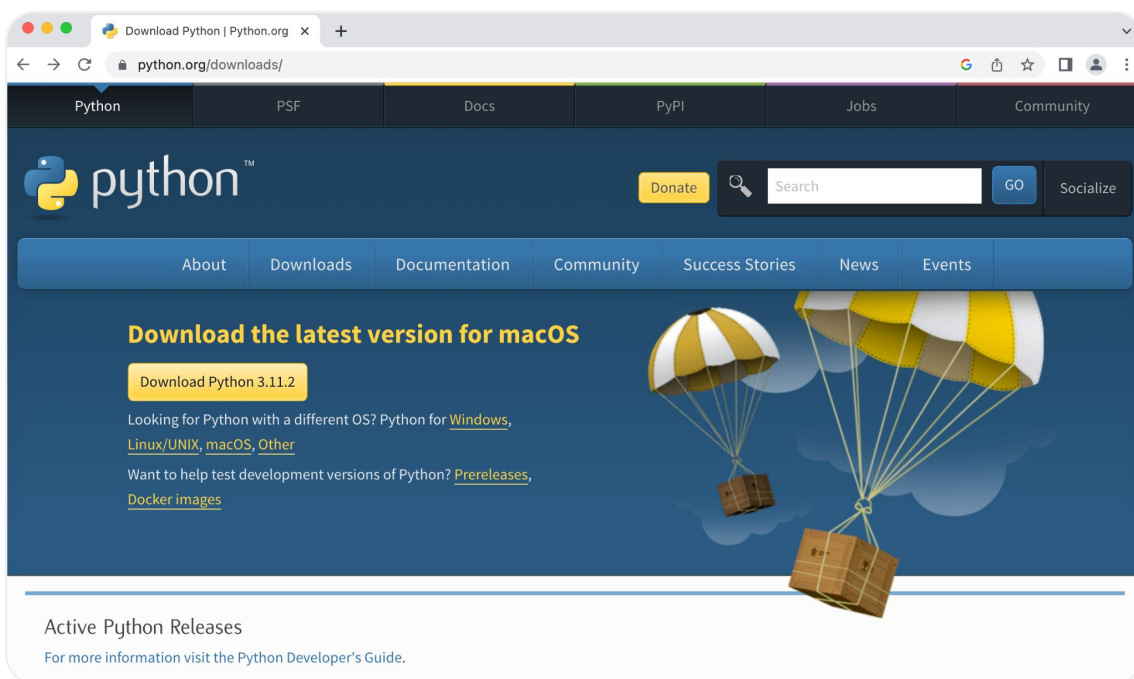 Download Python | Python.org
python.org/downloads/
Python PSF Docs PyPI Jobs Community
python™
Donate Search GO Socialize
About Downloads Documentation Community Success Stories News Events
Download the latest version for macOS
Download Python 3.11.2
Looking for Python with a different OS? Python for Windows,
Linux/UNIX, macOS, Other
Want to help test development versions of Python? Prereleases,
Docker images
Active Python Releases
For more information visit the Python Developer's Guide.